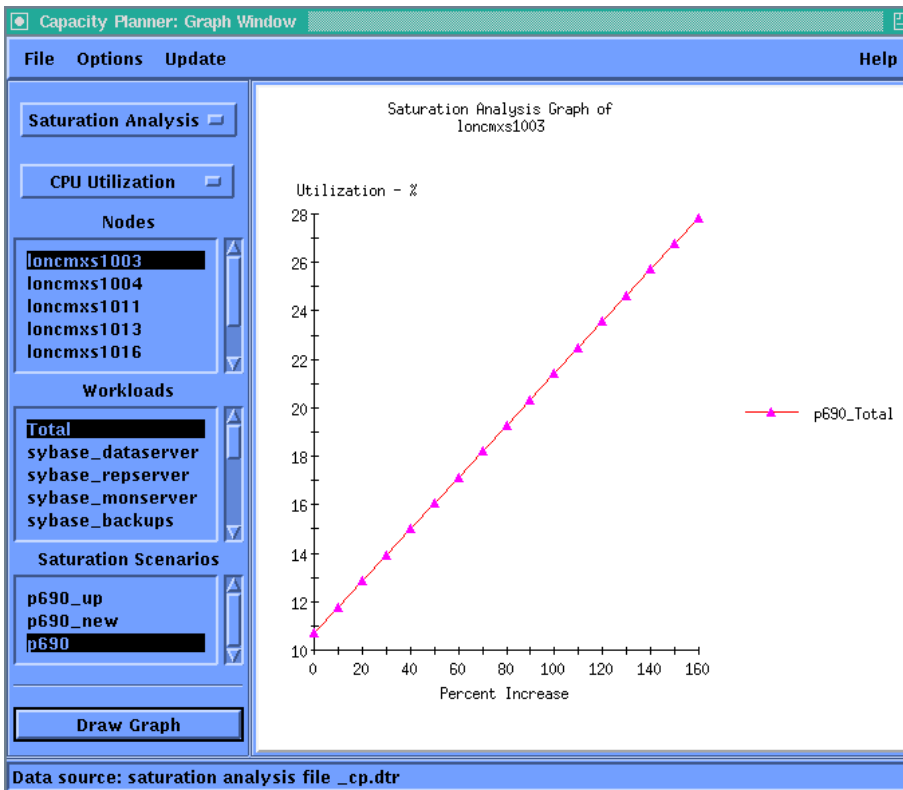 Capacity Planner: Graph Window
File Options Update Help
Saturation Analysis
CPU Utilization
Nodes
loncmxs1003
loncmxs1004
loncmxs1011
loncmxs1013
loncmxs1016
Workloads
Total
sybase_dataserver
sybase_repserver
sybase_monserver
sybase_backups
Saturation Scenarios
p690_up
p690_new
p690
Draw Graph
Saturation Analysis Graph of
loncmxs1003
Utilization - %
28
26
24
22
20
18
16
14
12
10
0 20 40 60 80 100 120 140 160
Percent Increase
p690_Total
Data source: saturation analysis file _cp.dtr